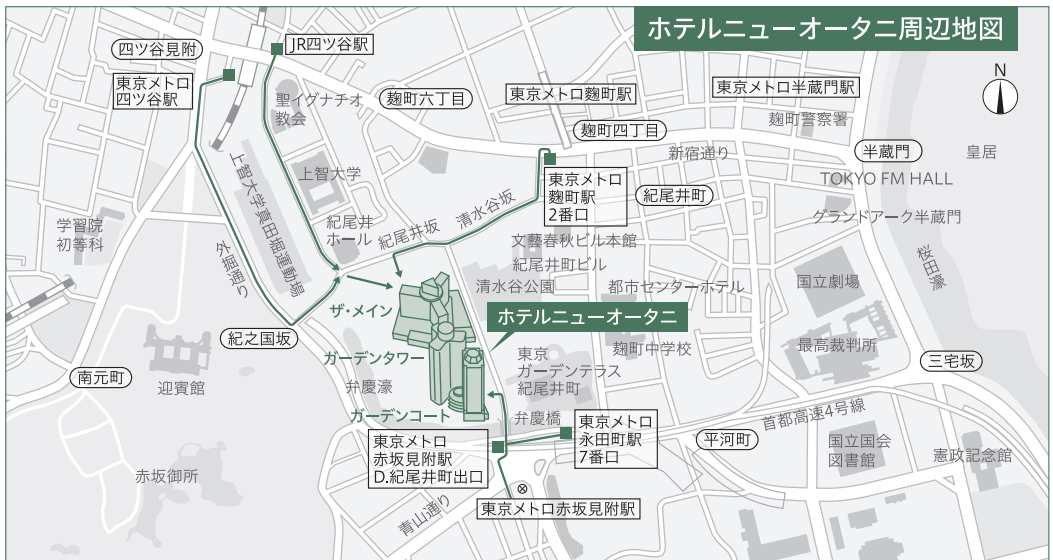 ホテルニューオータニ周辺地図
N
四ツ谷見附
JR四ツ谷駅
東京メトロ
四ツ谷駅
聖イグナチオ
教会
麹町六丁目
東京メトロ麹町駅
東京メトロ半蔵門駅
麹町警察署
麹町四丁目
新宿通り
半蔵門
皇居
上智大学
上智大学真田堀運動場
東京メトロ
麹町駅
2番口
紀尾井町
TOKYO FM HALL
グランドアーク半蔵門
学習院
初等科
外堀通り
紀尾井
ホール
紀尾井坂
清水谷坂
文藝春秋ビル本館
紀尾井町ビル
清水谷公園
都市センターホテル
国立劇場
桜田濠
ザ・メイン
ホテルニューオータニ
紀之国坂
ガーデンタワー
東京
ガーデンテラス
紀尾井町
麹町中学校
最高裁判所
三宅坂
南元町
迎賓館
弁慶濠
ガーデンコート
弁慶橋
東京メトロ
赤坂見附駅
D.紀尾井町出口
東京メトロ
永田町駅
7番口
平河町
首都高速4号線
国立国会
図書館
憲政記念館
赤坂御所
青山通り
東京メトロ赤坂見附駅